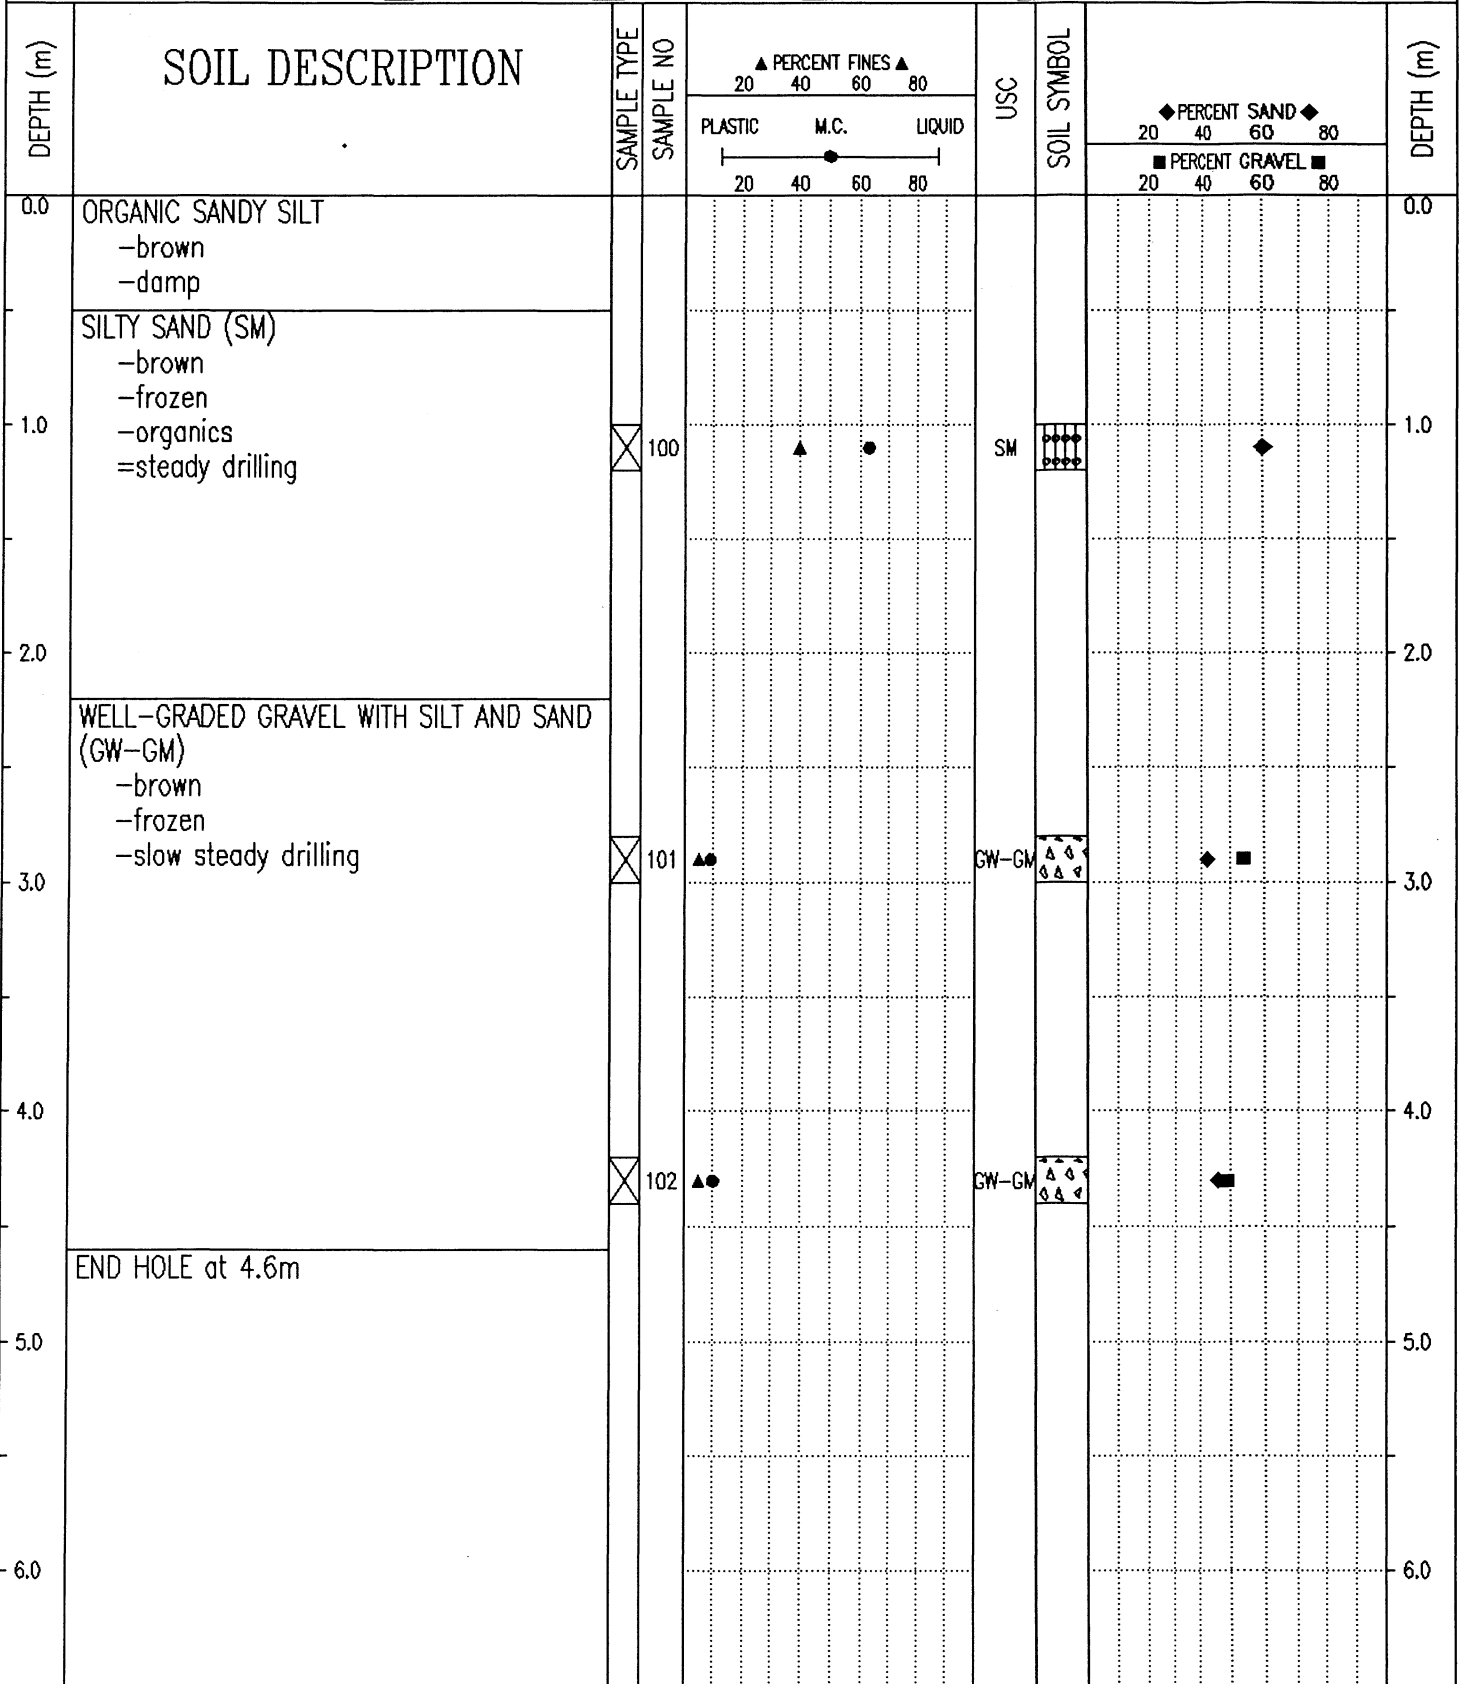 DEPTH (m)
SOIL DESCRIPTION
SAMPLE TYPE
SAMPLE NO
▲ PERCENT FINES ▲
20 40 60 80
PLASTIC M.C. LIQUID
20 40 60 80
USC
SOIL SYMBOL
◆PERCENT SAND◆
20 40 60 80
■PERCENT GRAVEL■
20 40 60 80
DEPTH (m)
0.0 ORGANIC SANDY SILT 0.0
-brown
-damp
SILTY SAND (SM)
-brown
-frozen
1.0 -organics 1.0
100 SM
=steady drilling
2.0 2.0
WELL-GRADED GRAVEL WITH SILT AND SAND
(GW-GM)
-brown
-frozen
-slow steady drilling 101 GW-GM
3.0 3.0
4.0 4.0
102 GW-GM
END HOLE at 4.6m
5.0 5.0
6.0 6.0